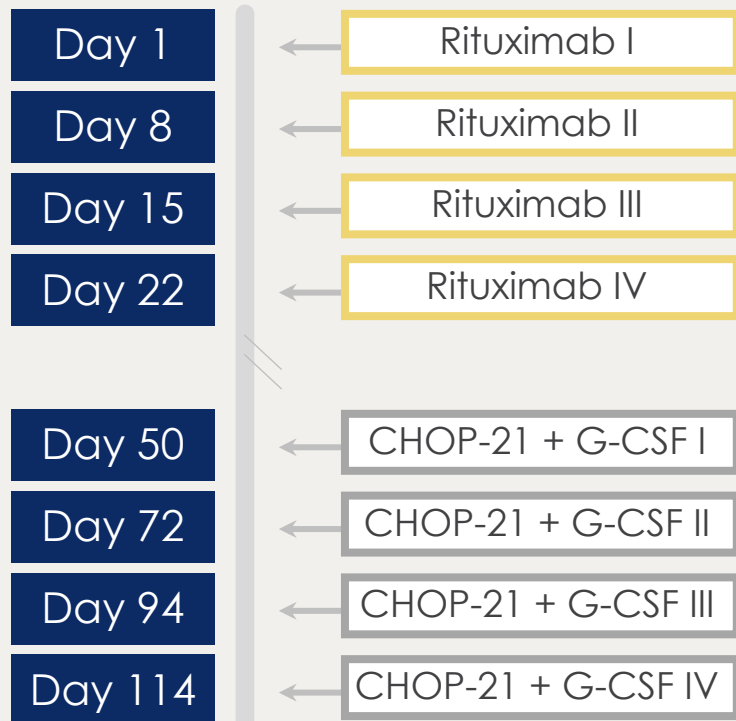 Day 1
Rituximab I
Day 8
Rituximab II
Day 15
Rituximab III
Day 22
Rituximab IV
Day 50
CHOP-21 + G-CSF I
Day 72
CHOP-21 + G-CSF II
Day 94
CHOP-21 + G-CSF III
Day 114
CHOP-21 + G-CSF IV